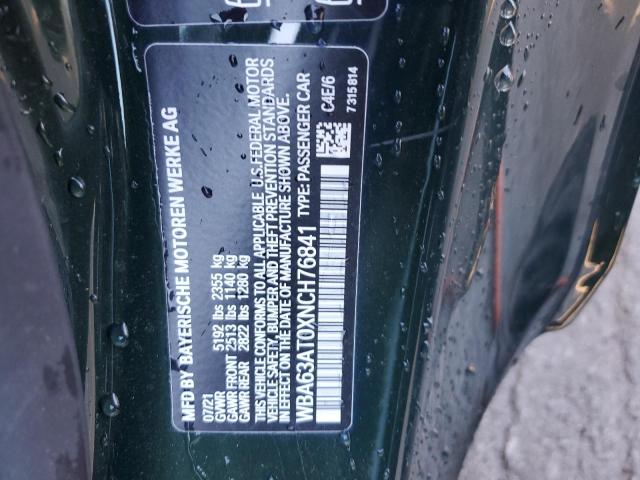 MFD BY BAYERISCHE MOTOREN WERKE AG
07/21
GVWR 5192 lbs 2355 kg
GAWR FRONT 2513 lbs 1140 kg
GAWR REAR 2822 lbs 1280 kg
THIS VEHICLE CONFORMS TO ALL APPLICABLE U.S. FEDERAL MOTOR
VEHICLE SAFETY, BUMPER AND THEFT PREVENTION STANDARDS
IN EFFECT ON THE DATE OF MANUFACTURE SHOWN ABOVE.
WBA63AT0XNCH76841 TYPE: PASSENGER CAR
C4E/6
7315814